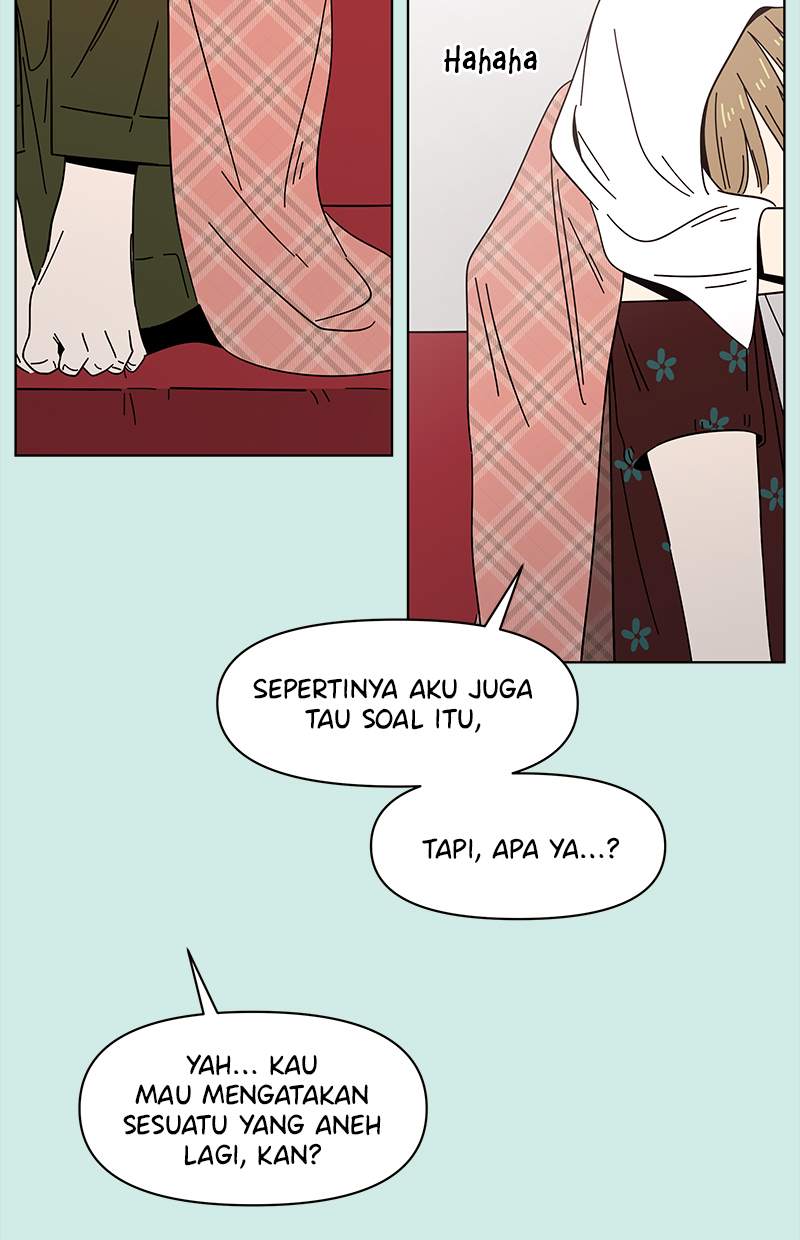 Hahaha
SEPERTINYA AKU JUGA
TAU SOAL ITU,
TAPI, APA YA...?
YAH... KAU
MAU MENGATAKAN
SESUATU YANG ANEH
LAGI, KAN?